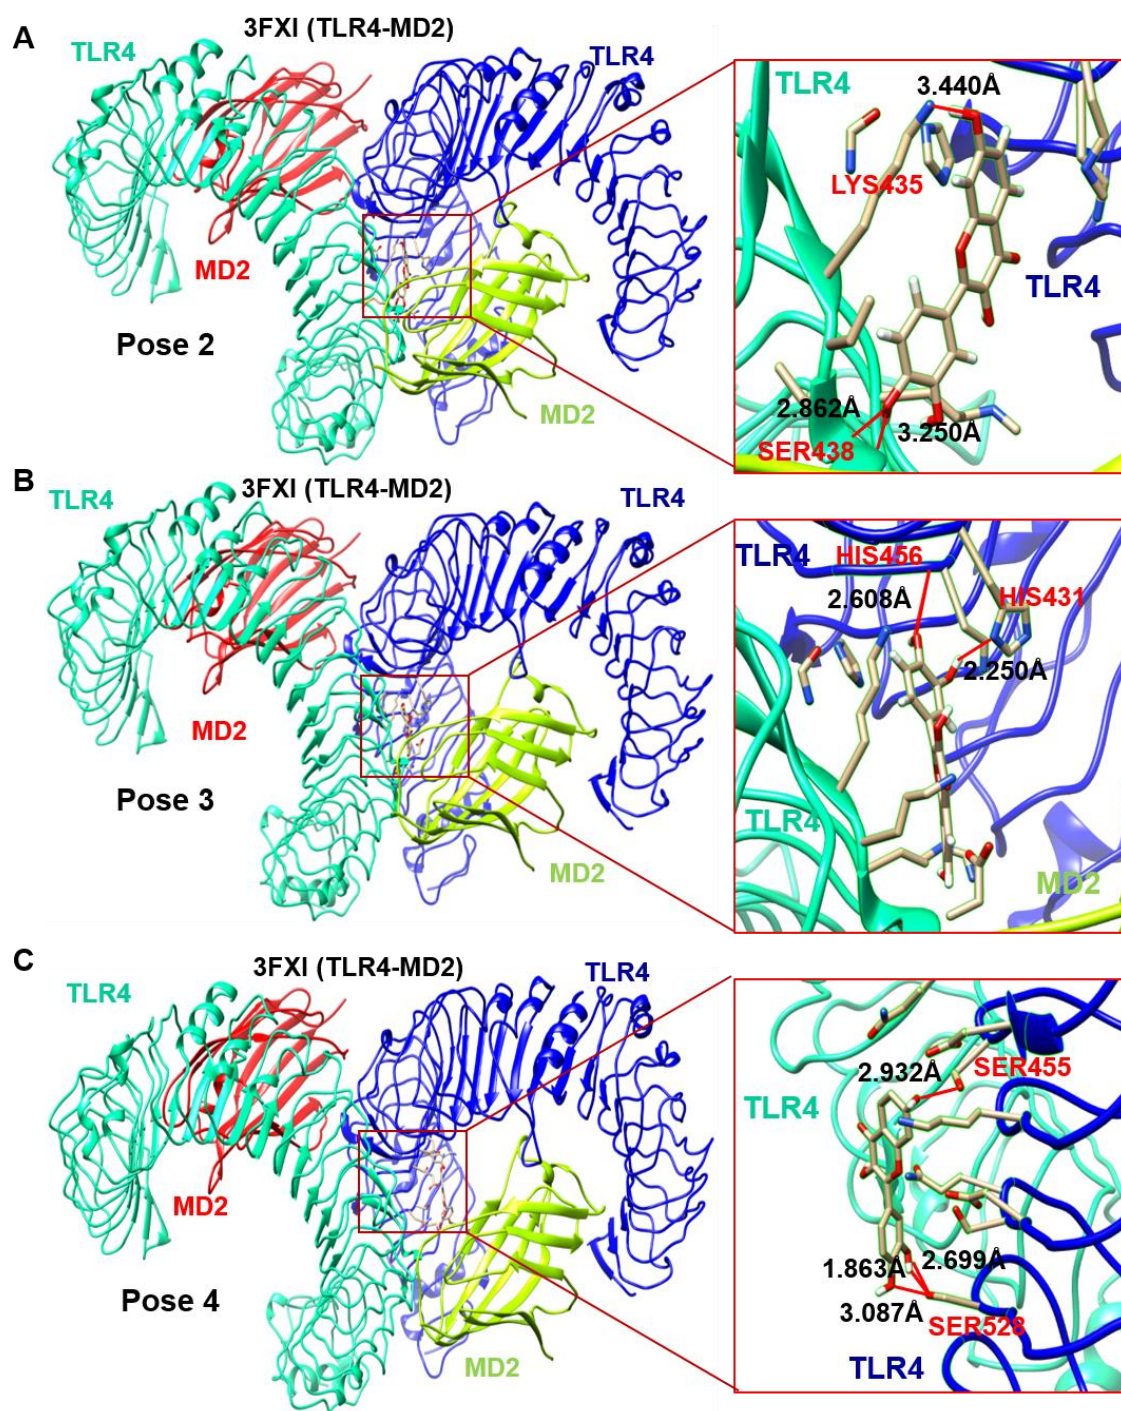 A
3FXI (TLR4-MD2)
TLR4
TLR4
MD2
Pose 2
MD2
TLR4
3.440Å
LYS435
TLR4
2.862Å
3.250Å
SER438
B
3FXI (TLR4-MD2)
TLR4
TLR4
MD2
Pose 3
MD2
TLR4
HIS456
2.608Å
HIS431
2.250Å
TLR4
MD2
C
3FXI (TLR4-MD2)
TLR4
TLR4
MD2
Pose 4
MD2
2.932Å
SER455
TLR4
1.863Å
2.699Å
3.087Å
SER528
TLR4